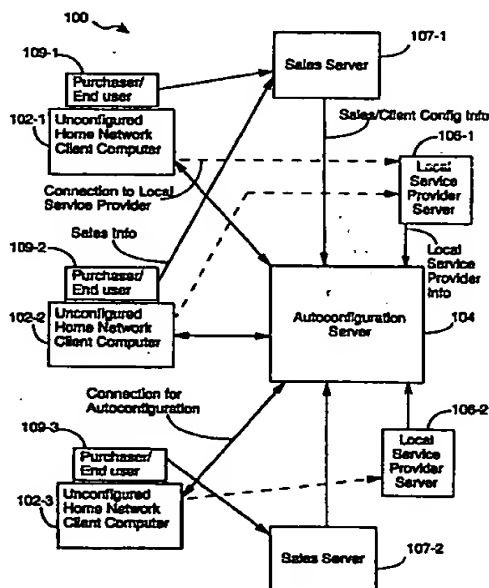 100
109-1
Purchaser/
End user
102-1
Unconfigured
Home Network
Client Computer
107-1
Sales Server
Sales/Client Config Info
106-1
Local
Service
Provider
Server
Connection to Local
Service Provider
Sales Info
109-2
Purchaser/
End user
102-2
Unconfigured
Home Network
Client Computer
Local
Service
Provider
Info
Autoconfiguration
Server
104
Connection for
Autoconfiguration
109-3
Purchaser/
End user
102-3
Unconfigured
Home Network
Client Computer
106-2
Local
Service
Provider
Server
Sales Server
107-2